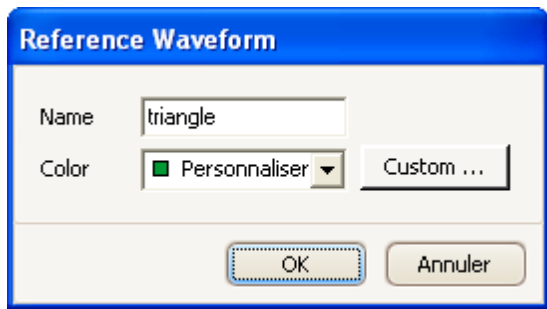 Reference Waveform
Name triangle
Color Personnaliser Custom ...
OK Annuler